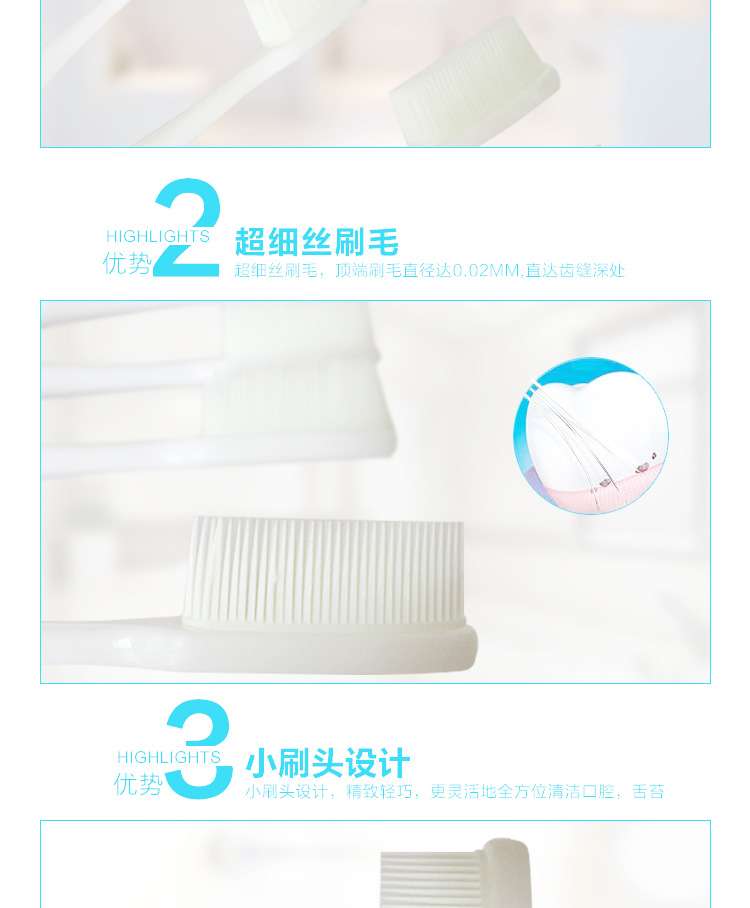 2
HIGHLIGHTS
优势
超细丝刷毛
超细丝刷毛，顶端刷毛直径达0.02MM,直达齿缝深处
3
HIGHLIGHTS
优势
小刷头设计
小刷头设计，精致轻巧，更灵活地全方位清洁口腔，舌苔